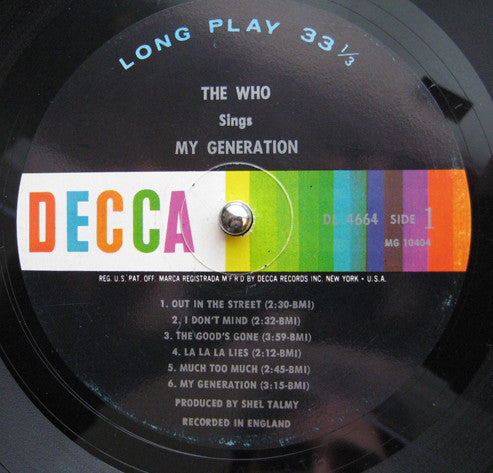 LONG PLAY 33 1/3
THE WHO
Sings
MY GENERATION
DECCA
DL 4664 SIDE 1
MG 10404
REG. U.S. PAT. OFF. MARCA REGISTRADA M F R D BY DECCA RECORDS INC. NEW YORK • U.S.A.
1. OUT IN THE STREET (2:30-BMI)
2. I DON'T MIND (2:32-BMI)
3. THE GOOD'S GONE (3:59-BMI)
4. LA LA LA LIES (2:12-BMI)
5. MUCH TOO MUCH (2:45-BMI)
6. MY GENERATION (3:15-BMI)
PRODUCED BY SHEL TALMY
RECORDED IN ENGLAND